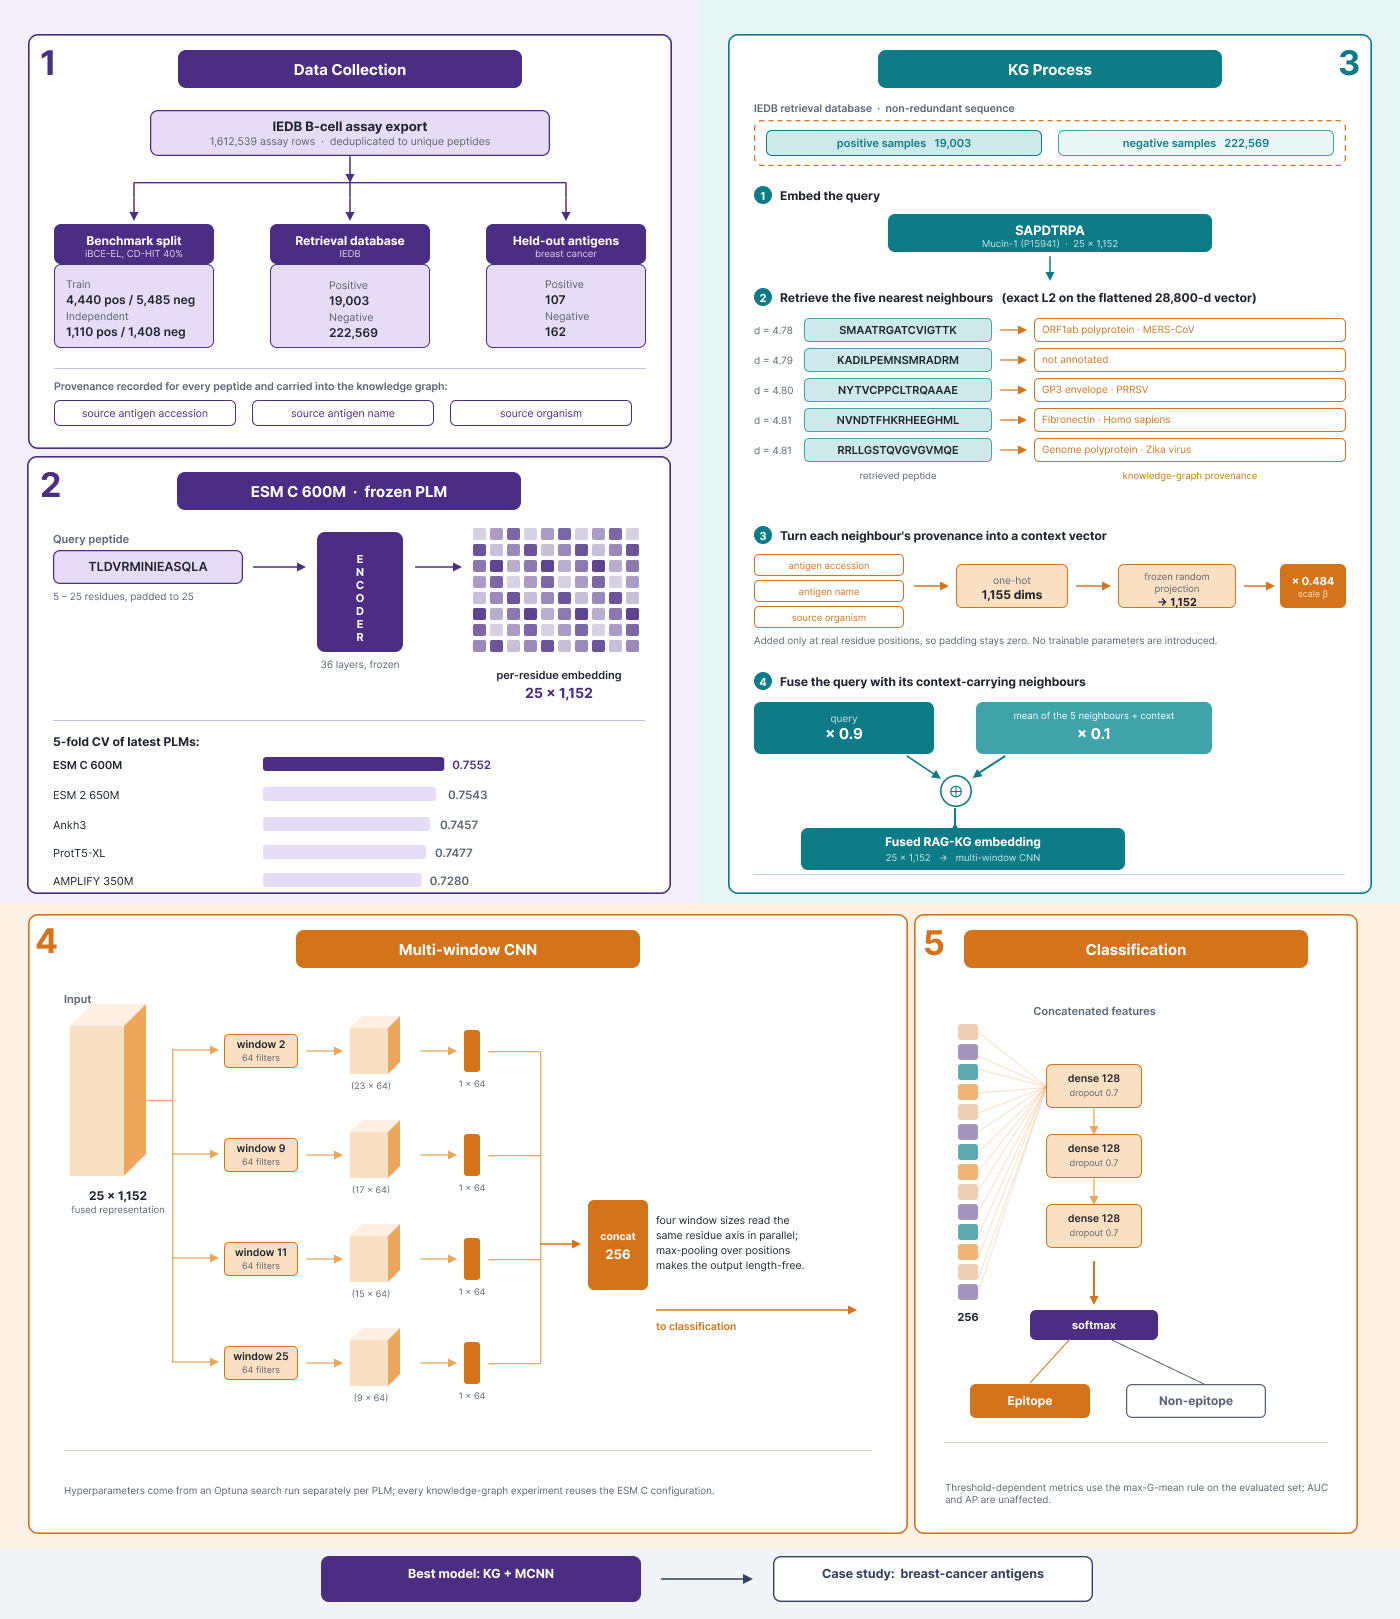 1
Data Collection
IEDB B-cell assay export
1,612,539 assay rows · deduplicated to unique peptides
Benchmark split
iBCE-EL, CD-HIT 40%
Train
4,440 pos / 5,485 neg
Independent
1,110 pos / 1,408 neg
Retrieval database
IEDB
Positive
19,003
Negative
222,569
Held-out antigens
breast cancer
Positive
107
Negative
162
Provenance recorded for every peptide and carried into the knowledge graph:
source antigen accession
source antigen name
source organism
2
ESM C 600M · frozen PLM
Query peptide
TLDVRMINIEASQLA
5 – 25 residues, padded to 25
E
N
C
O
D
E
R
36 layers, frozen
per-residue embedding
25 × 1,152
5-fold CV of latest PLMs:
ESM C 600M 0.7552
ESM 2 650M 0.7543
Ankh3 0.7457
ProtT5-XL 0.7477
AMPLIFY 350M 0.7280
3
KG Process
IEDB retrieval database · non-redundant sequence
positive samples 19,003
negative samples 222,569
1 Embed the query
SAPDTRPA
Mucin-1 (P15941) · 25 × 1,152
2 Retrieve the five nearest neighbours (exact L2 on the flattened 28,800-d vector)
d = 4.78 SMAATRGATCVIGTTK ORF1ab polyprotein · MERS-CoV
d = 4.79 KADILPEMNSMRADRM not annotated
d = 4.80 NYTVCPPCLTRQAAAE GP3 envelope · PRRSV
d = 4.81 NVNDTFHKRHEEGHML Fibronectin · Homo sapiens
d = 4.81 RRLLGSTQVGVGVMQE Genome polyprotein · Zika virus
retrieved peptide knowledge-graph provenance
3 Turn each neighbour's provenance into a context vector
antigen accession
antigen name
source organism
one-hot
1,155 dims
frozen random
projection
→ 1,152
× 0.484
scale β
Added only at real residue positions, so padding stays zero. No trainable parameters are introduced.
4 Fuse the query with its context-carrying neighbours
query
× 0.9
mean of the 5 neighbours + context
× 0.1
⊕
Fused RAG-KG embedding
25 × 1,152 → multi-window CNN
4
Multi-window CNN
Input
25 × 1,152
fused representation
window 2
64 filters
(23 × 64)
1 × 64
window 9
64 filters
(17 × 64)
1 × 64
window 11
64 filters
(15 × 64)
1 × 64
window 25
64 filters
(9 × 64)
1 × 64
concat
256
four window sizes read the
same residue axis in parallel;
max-pooling over positions
makes the output length-free.
to classification
Hyperparameters come from an Optuna search run separately per PLM; every knowledge-graph experiment reuses the ESM C configuration.
5
Classification
Concatenated features
256
dense 128
dropout 0.7
dense 128
dropout 0.7
dense 128
dropout 0.7
softmax
Epitope
Non-epitope
Threshold-dependent metrics use the max-G-mean rule on the evaluated set; AUC
and AP are unaffected.
Best model: KG + MCNN
Case study: breast-cancer antigens